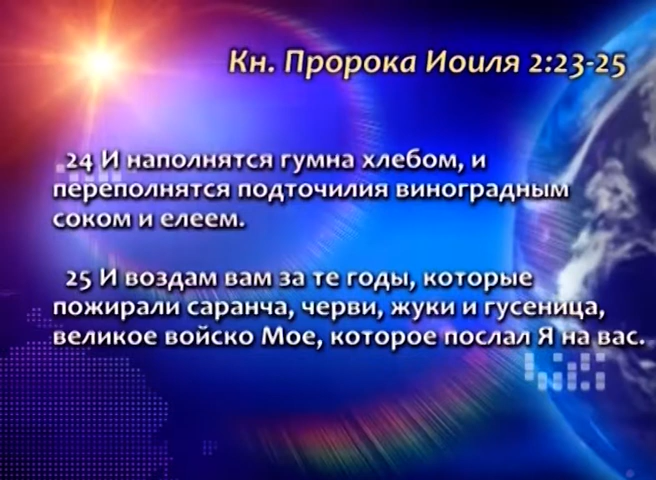 Кн. Пророка Иоиля 2:23-25
24 И наполнятся гумна хлебом, и
переполнятся подточилия виноградным
соком и елеем.
25 И воздам вам за те годы, которые
пожирали саранча, черви, жуки и гусеница,
великое войско Мое, которое послал Я на вас.